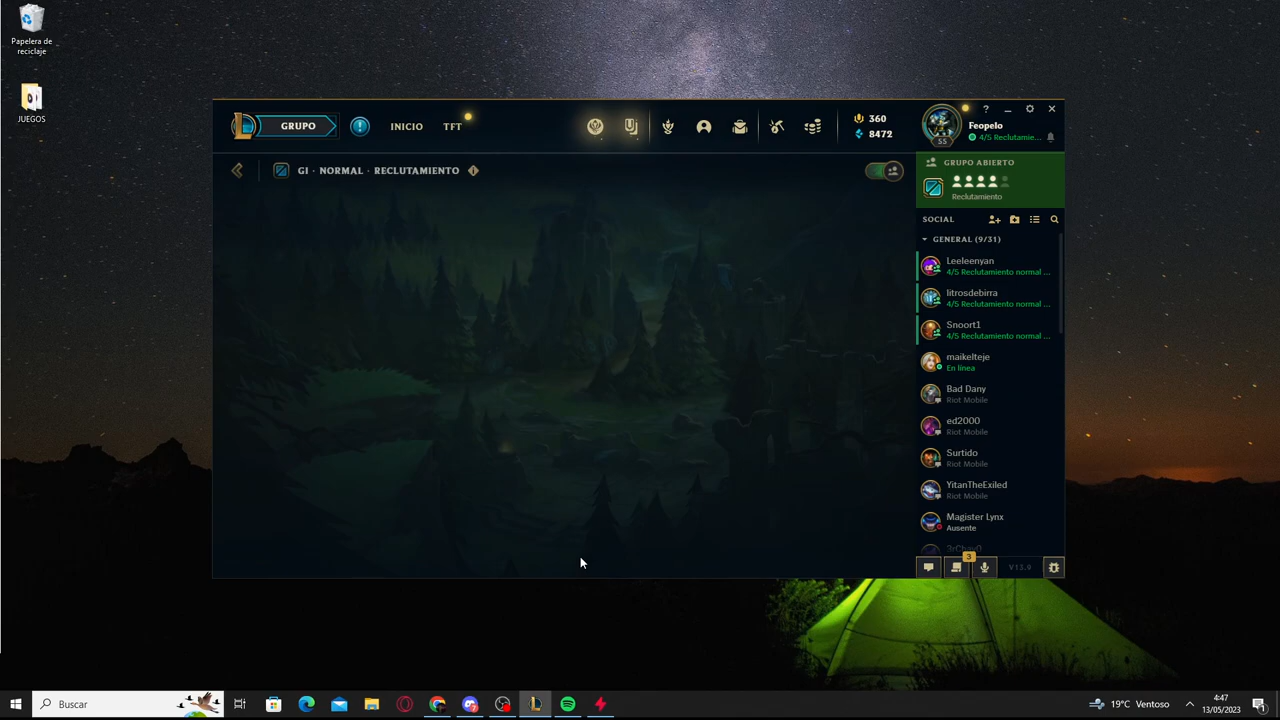 Papelera de
reciclaje
JUEGOS
GRUPO
INICIO
TFT
360
8472
?
55
Feopelo
4/5 Reclutamie...
GI · NORMAL · RECLUTAMIENTO
GRUPO ABIERTO
Reclutamiento
SOCIAL
GENERAL (9/31)
Leeleenyan
4/5 Reclutamiento normal ...
litrosdebirra
4/5 Reclutamiento normal ...
Snoort1
4/5 Reclutamiento normal ...
maikelteje
En línea
Bad Dany
Riot Mobile
ed2000
Riot Mobile
Surtido
Riot Mobile
YitanTheExiled
Riot Mobile
Magister Lynx
Ausente
3
V13.9
Buscar
19°C Ventoso
4:47
13/05/2023
1